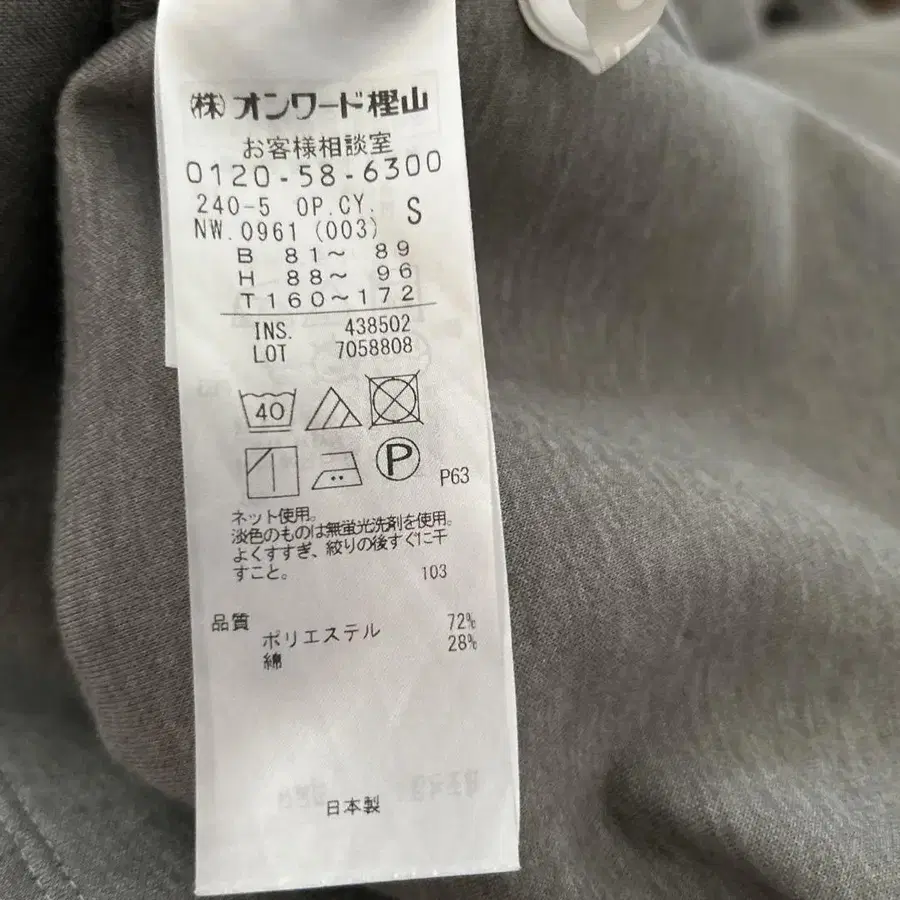 (株)オンワード樫山
お客様相談室
0120-58-6300
240-5 OP.CY. S
NW.0961 (003)
B 81～ 89
H 88～ 96
T160～172
INS. 438502
LOT 7058808
40
P P63
ネット使用。
淡色のものは無蛍光洗剤を使用。
よくすすぎ、絞りの後すぐに干
すこと。 103
品質
ポリエステル 72%
綿 28%
日本製